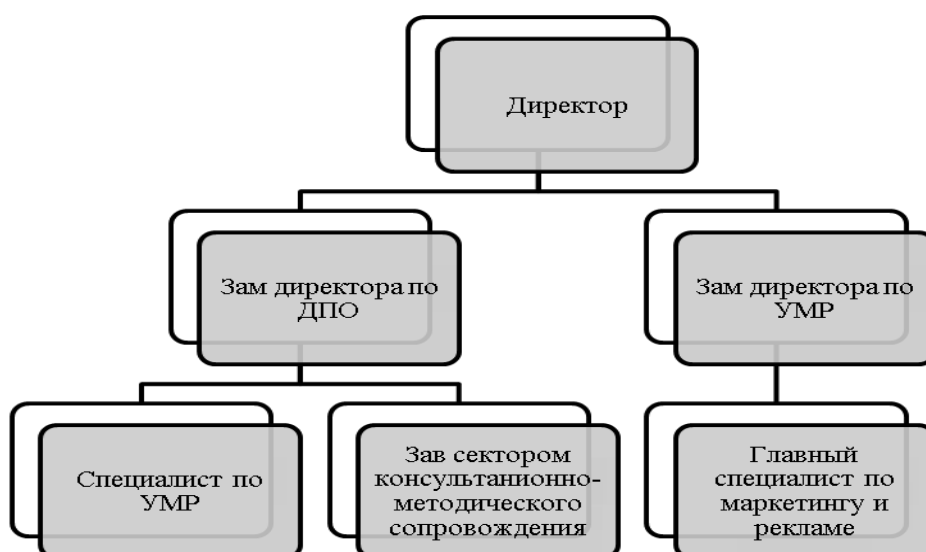 Директор
Зам директора по
ДПО
Зам директора по
УМР
Специалист по
УМР
Зав сектором
консультанионно-
методического
сопровождения
Главный
специалист по
маркетингу и
рекламе